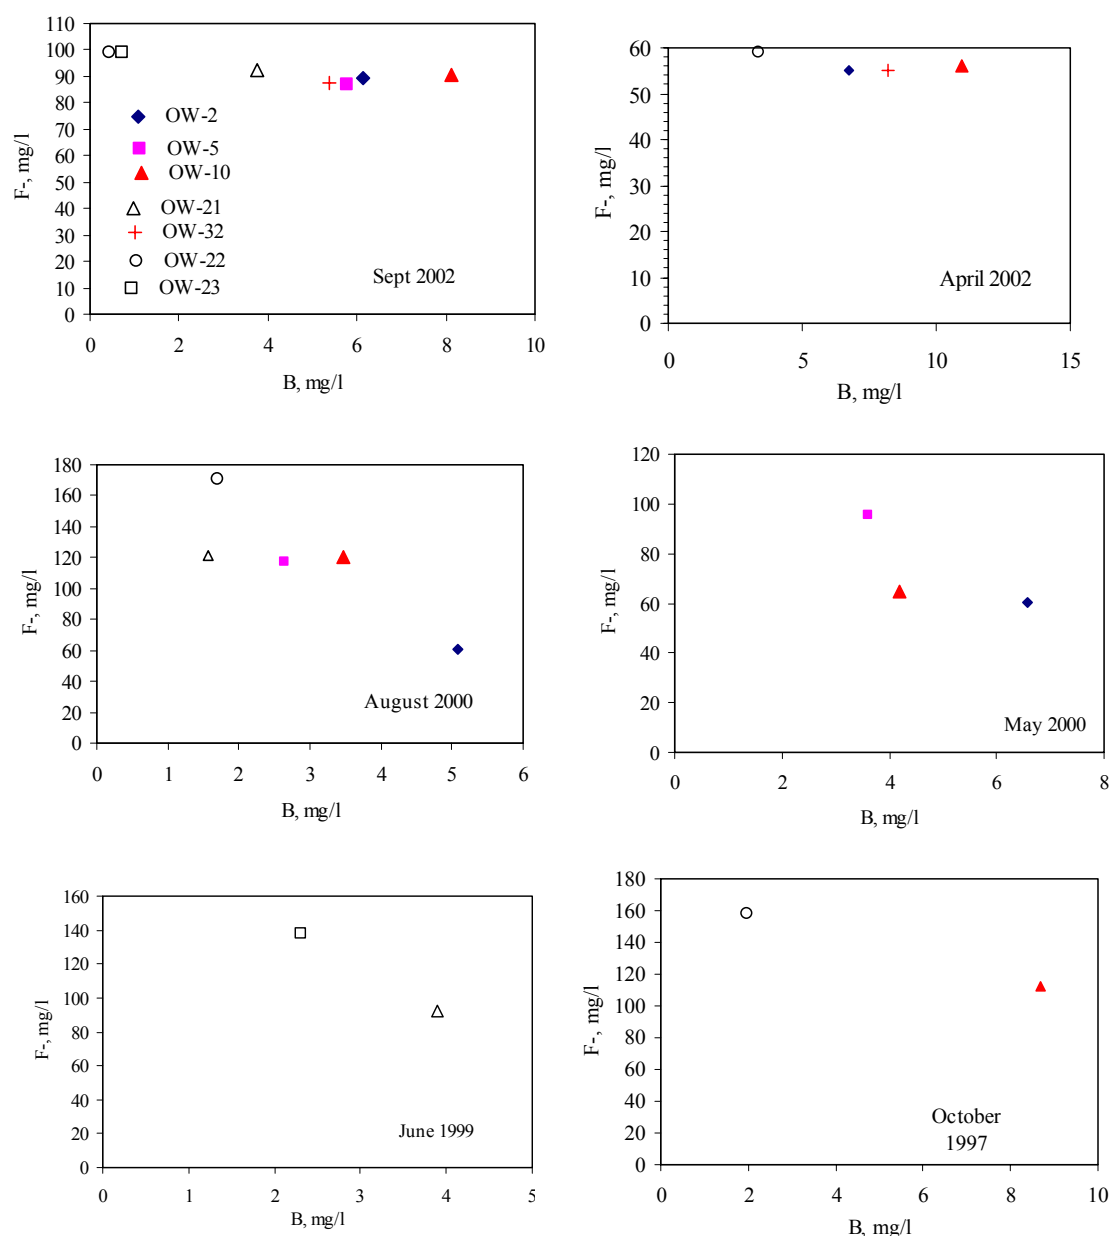 110
100
90
80
70
60
50
40
30
20
10
0
F-, mg/l
OW-2
OW-5
OW-10
OW-21
OW-32
OW-22
OW-23
Sept 2002
0 2 4 6 8 10
B, mg/l
60
50
40
30
20
10
0
F-, mg/l
April 2002
0 5 10 15
B, mg/l
180
160
140
120
100
80
60
40
20
0
F-, mg/l
August 2000
0 1 2 3 4 5 6
B, mg/l
120
100
80
60
40
20
0
F-, mg/l
May 2000
0 2 4 6 8
B, mg/l
160
140
120
100
80
60
40
20
0
F-, mg/l
June 1999
0 1 2 3 4 5
B, mg/l
180
160
140
120
100
80
60
40
20
0
F-, mg/l
October
1997
0 2 4 6 8 10
B, mg/l